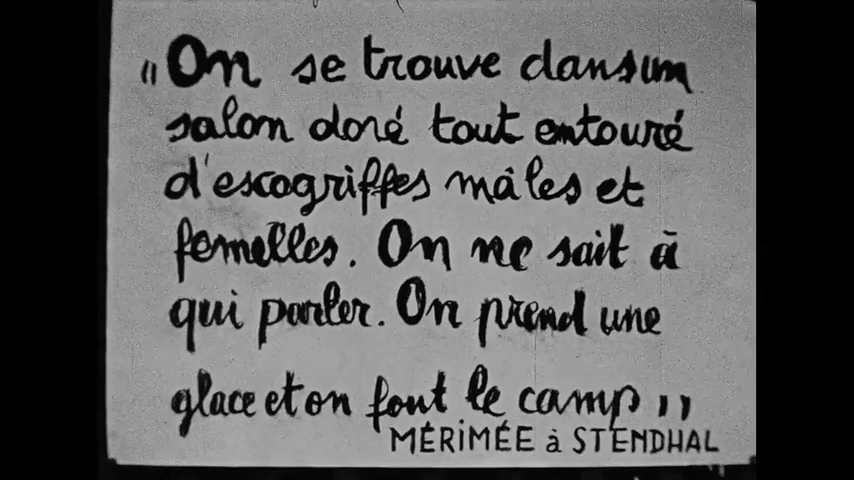 « On se trouve dans un
salon doré tout entouré
d'escogriffes mâles et
femelles. On ne sait à
qui parler. On prend une
glace et on fout le camp »
MÉRIMÉE à STENDHAL